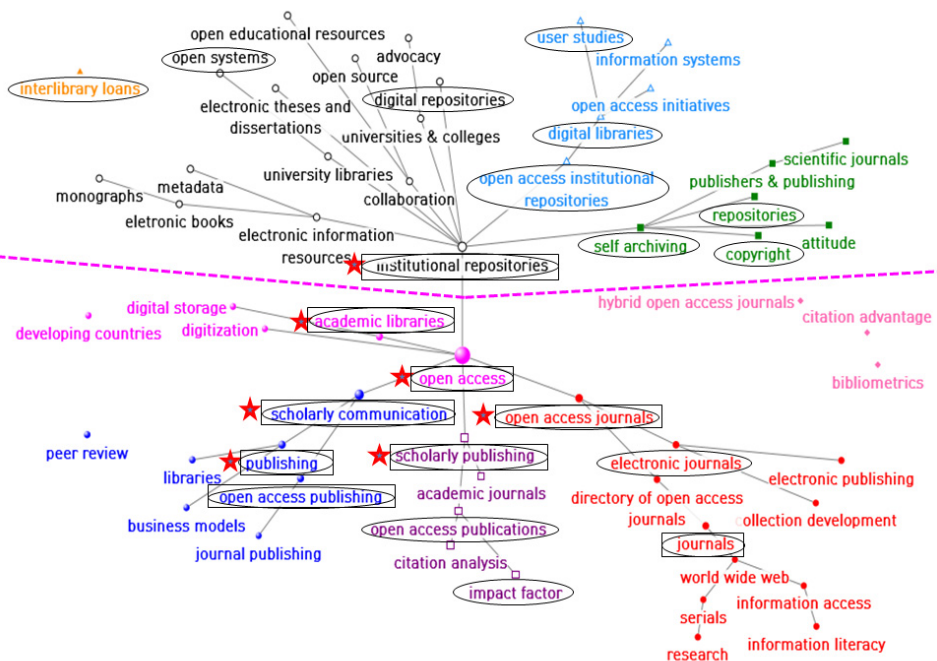 open educational resources
user studies
open systems
advocacy
information systems
open source
interlibrary loans
electronic theses and
dissertations
digital repositories
open access initiatives
universities & colleges
digital libraries
scientific journals
university libraries
open access institutional
repositories
publishers & publishing
monographs
metadata
collaboration
eletronic books
repositories
electronic information
resources
self archiving
copyright
attitude
institutional repositories
digital storage
hybrid open access journals
developing countries
digitization
academic libraries
citation advantage
open access
bibliometrics
scholarly communication
open access journals
peer review
libraries
publishing
scholarly publishing
electronic journals
electronic publishing
open access publishing
academic journals
directory of open access
journals
business models
open access publications
collection development
journal publishing
citation analysis
journals
impact factor
world wide web
serials
information access
research
information literacy